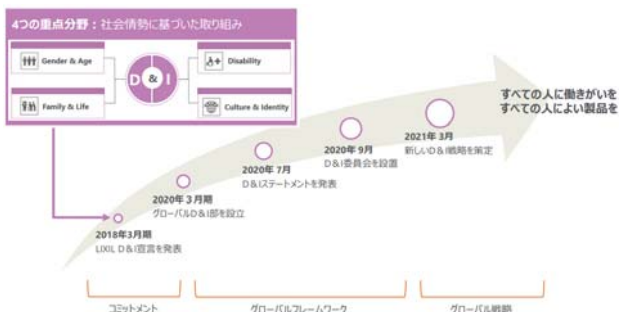 4つの重点分野：社会情勢に基づいた取り組み
Gender & Age
Disability
D & I
Family & Life
Culture & Identity
すべての人に働きがいを
すべての人によい製品を
2021年 3月
新しいD&I戦略を策定
2020年 9月
D&I委員会を設置
2020年 7月
D&Iステートメントを発表
2020年 3月期
グローバルD&I部を設立
2018年3月期
LIXIL D&I宣言を発表
コミットメント
グローバルフレームワーク
グローバル戦略